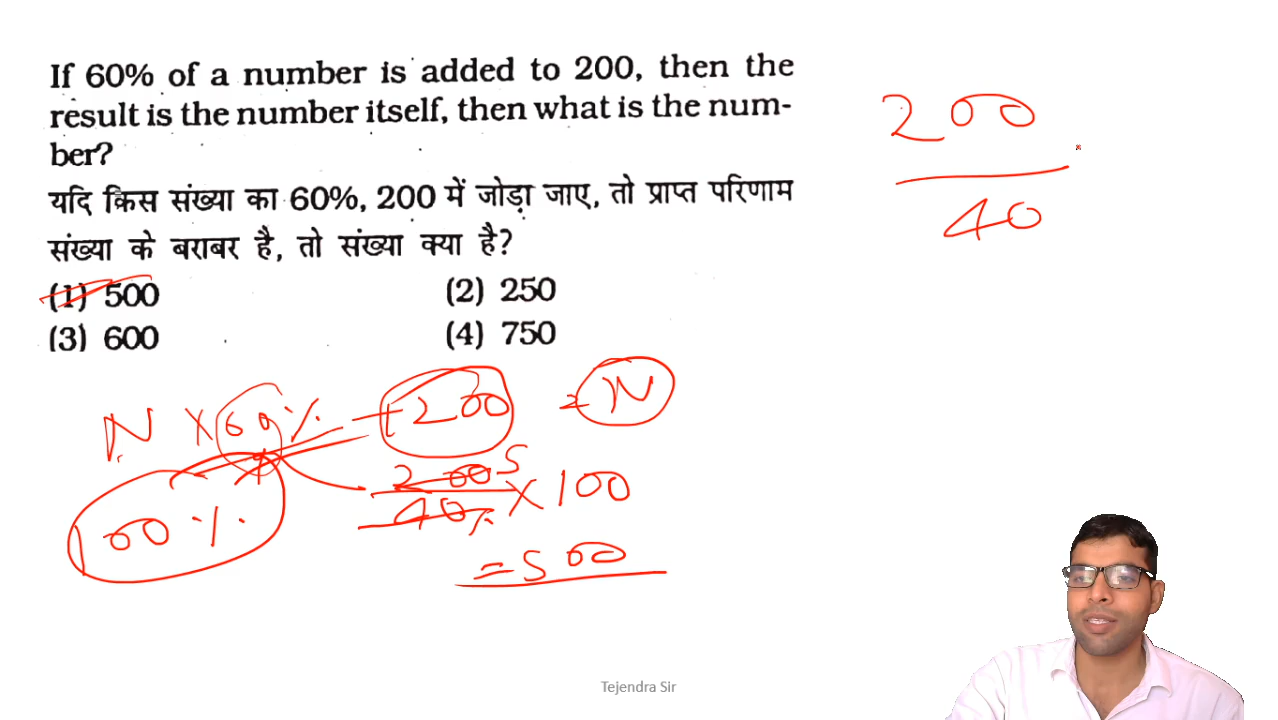 If 60% of a number is added to 200, then the
result is the number itself, then what is the num-
ber?
यदि किस संख्या का 60%, 200 में जोड़ा जाए, तो प्राप्त परिणाम
संख्या के बराबर है, तो संख्या क्या है?
(1) 500 (2) 250
(3) 600 (4) 750
200
40
N X 60% + 200 = N
200 5
40% X 100
100%
= 500
Tejendra Sir